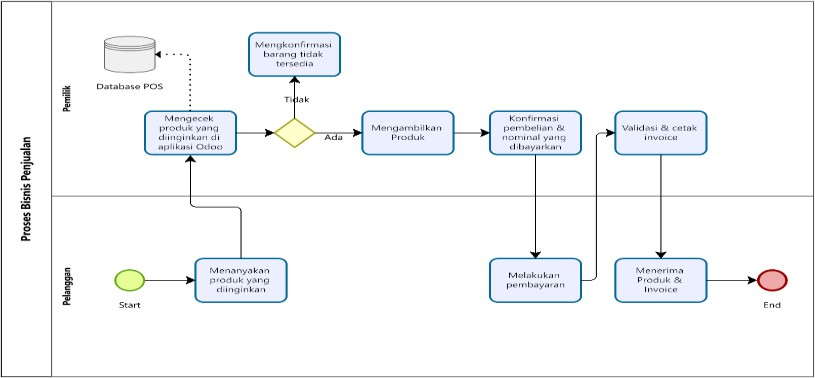 Proses Bisnis Penjualan
Pemilik
Database POS
Mengkonfirmasi
barang tidak
tersedia
Tidak
Mengecek
produk yang
diinginkan di
aplikasi Odoo
Ada
Mengambilkan
Produk
Konfirmasi
pembelian &
nominal yang
dibayarkan
Validasi & cetak
invoice
Pelanggan
Start
Menanyakan
produk yang
diinginkan
Melakukan
pembayaran
Menerima
Produk &
Invoice
End